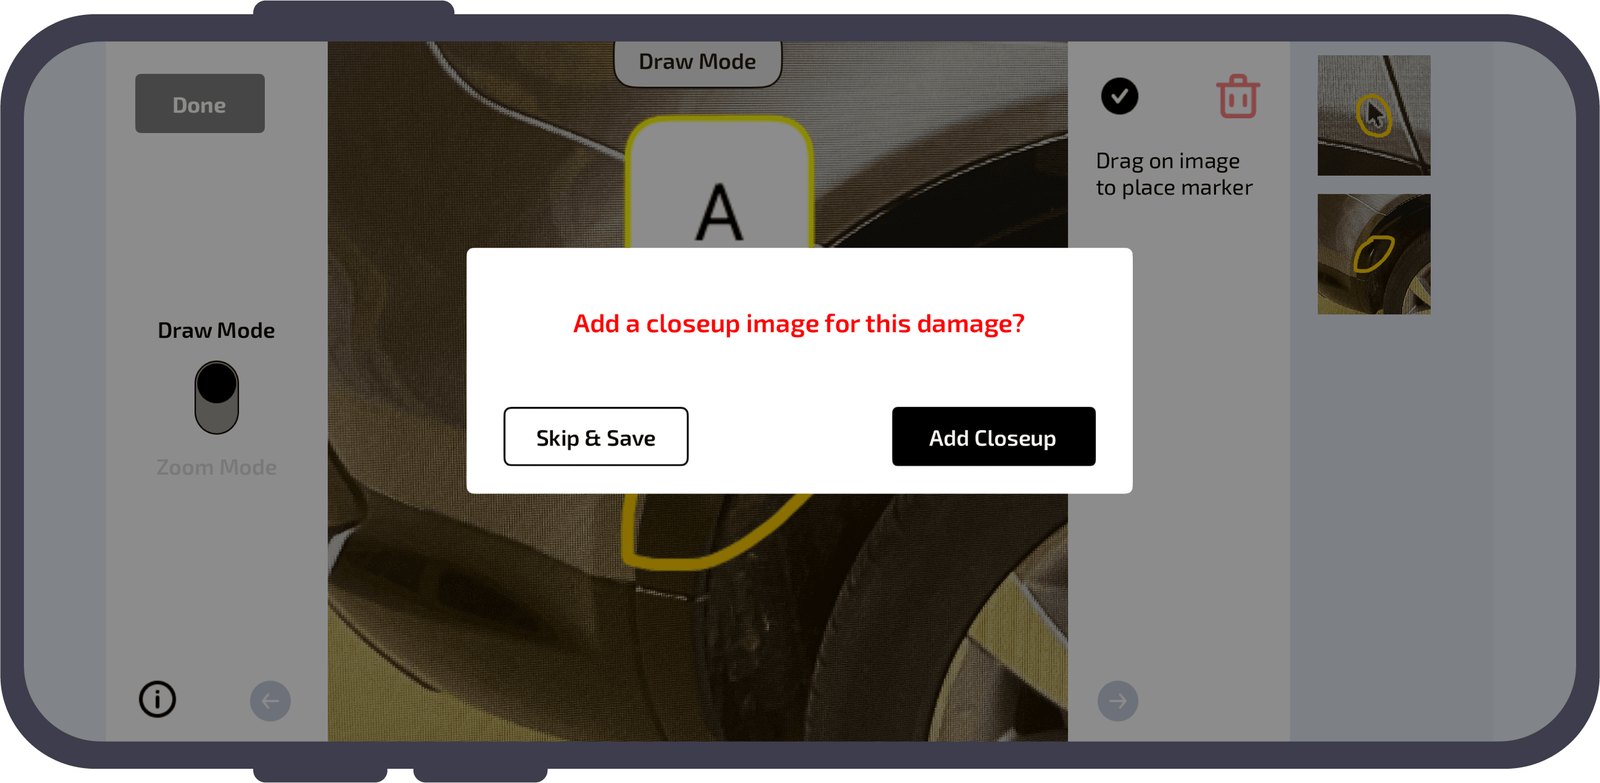 Draw Mode
Done
Drag on image
to place marker
A
Add a closeup image for this damage?
Draw Mode
Skip & Save
Add Closeup
Zoom Mode